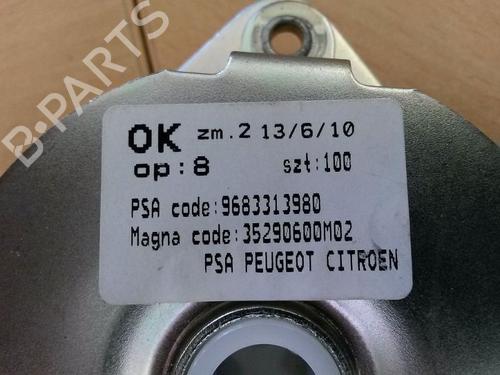 B-PARTS
OK zm.2 13/6/10
op:8 szt:100
PSA code:9683313980
Magna code:35290600M02
PSA PEUGEOT CITROEN